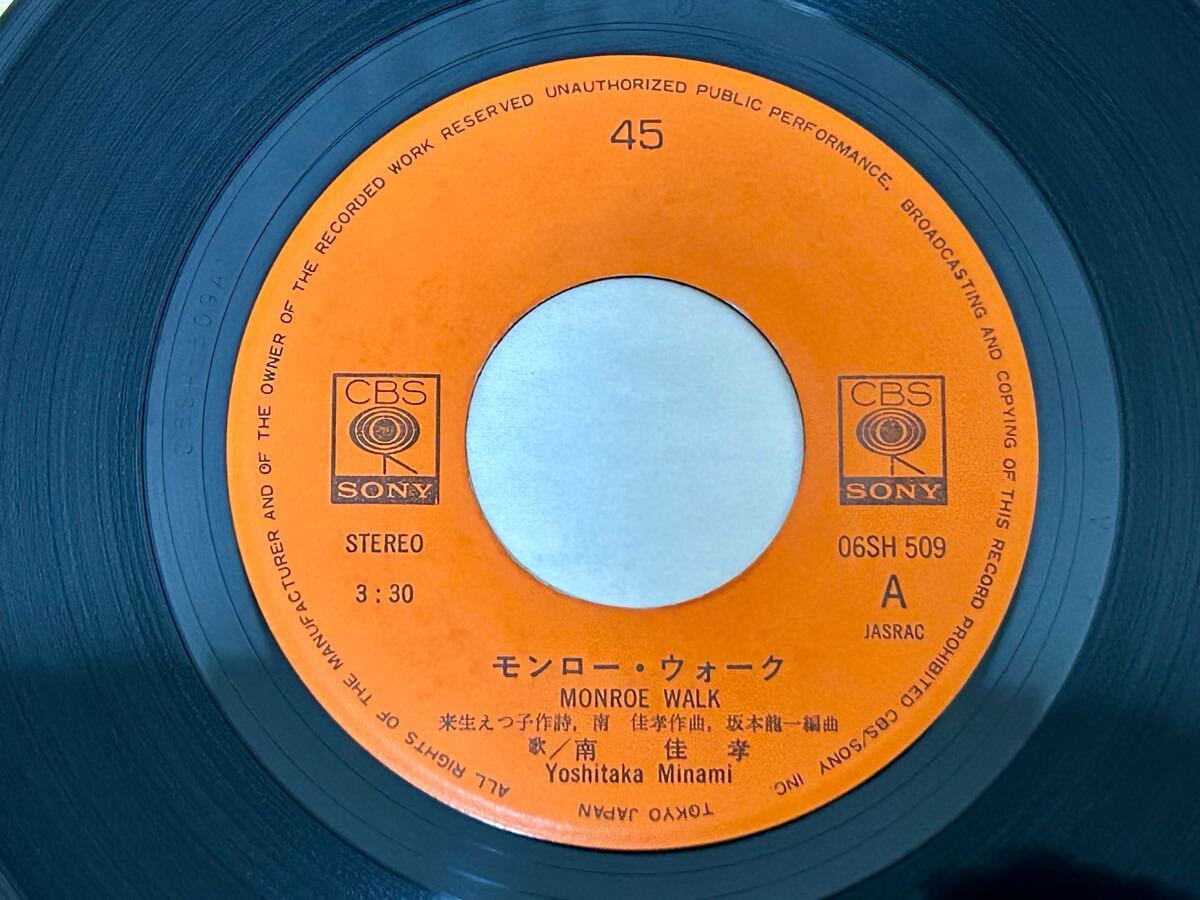 ALL RIGHTS OF THE MANUFACTURER AND OF THE OWNER OF THE RECORDED WORK RESERVED UNAUTHORIZED PUBLIC PERFORMANCE, BROADCASTING AND COPYING OF THIS RECORD PROHIBITED CBS/SONY INC.
TOKYO JAPAN
45
CBS
SONY
CBS
SONY
STEREO
3:30
06SH 509
A
JASRAC
モンロー・ウォーク
MONROE WALK
来生えつ子作詩, 南 佳孝作曲, 坂本龍一編曲
歌/南 佳 孝
Yoshitaka Minami